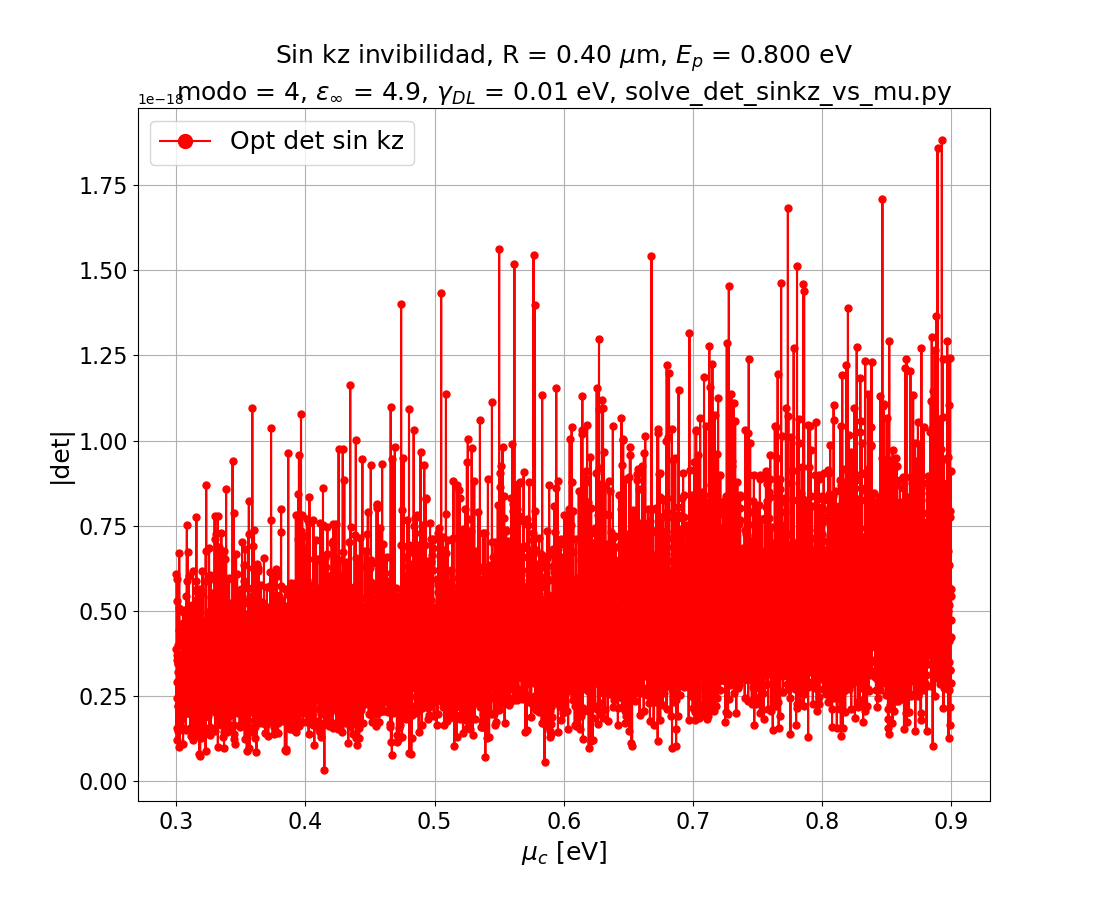 Sin kz invibilidad, R = 0.40 μm, E_p = 0.800 eV
modo = 4, ε_∞ = 4.9, γ_DL = 0.01 eV, solve_det_sinkz_vs_mu.py
1e−18
Opt det sin kz
1.75
1.50
1.25
1.00
0.75
0.50
0.25
0.00
|det|
0.3 0.4 0.5 0.6 0.7 0.8 0.9
μ_c [eV]